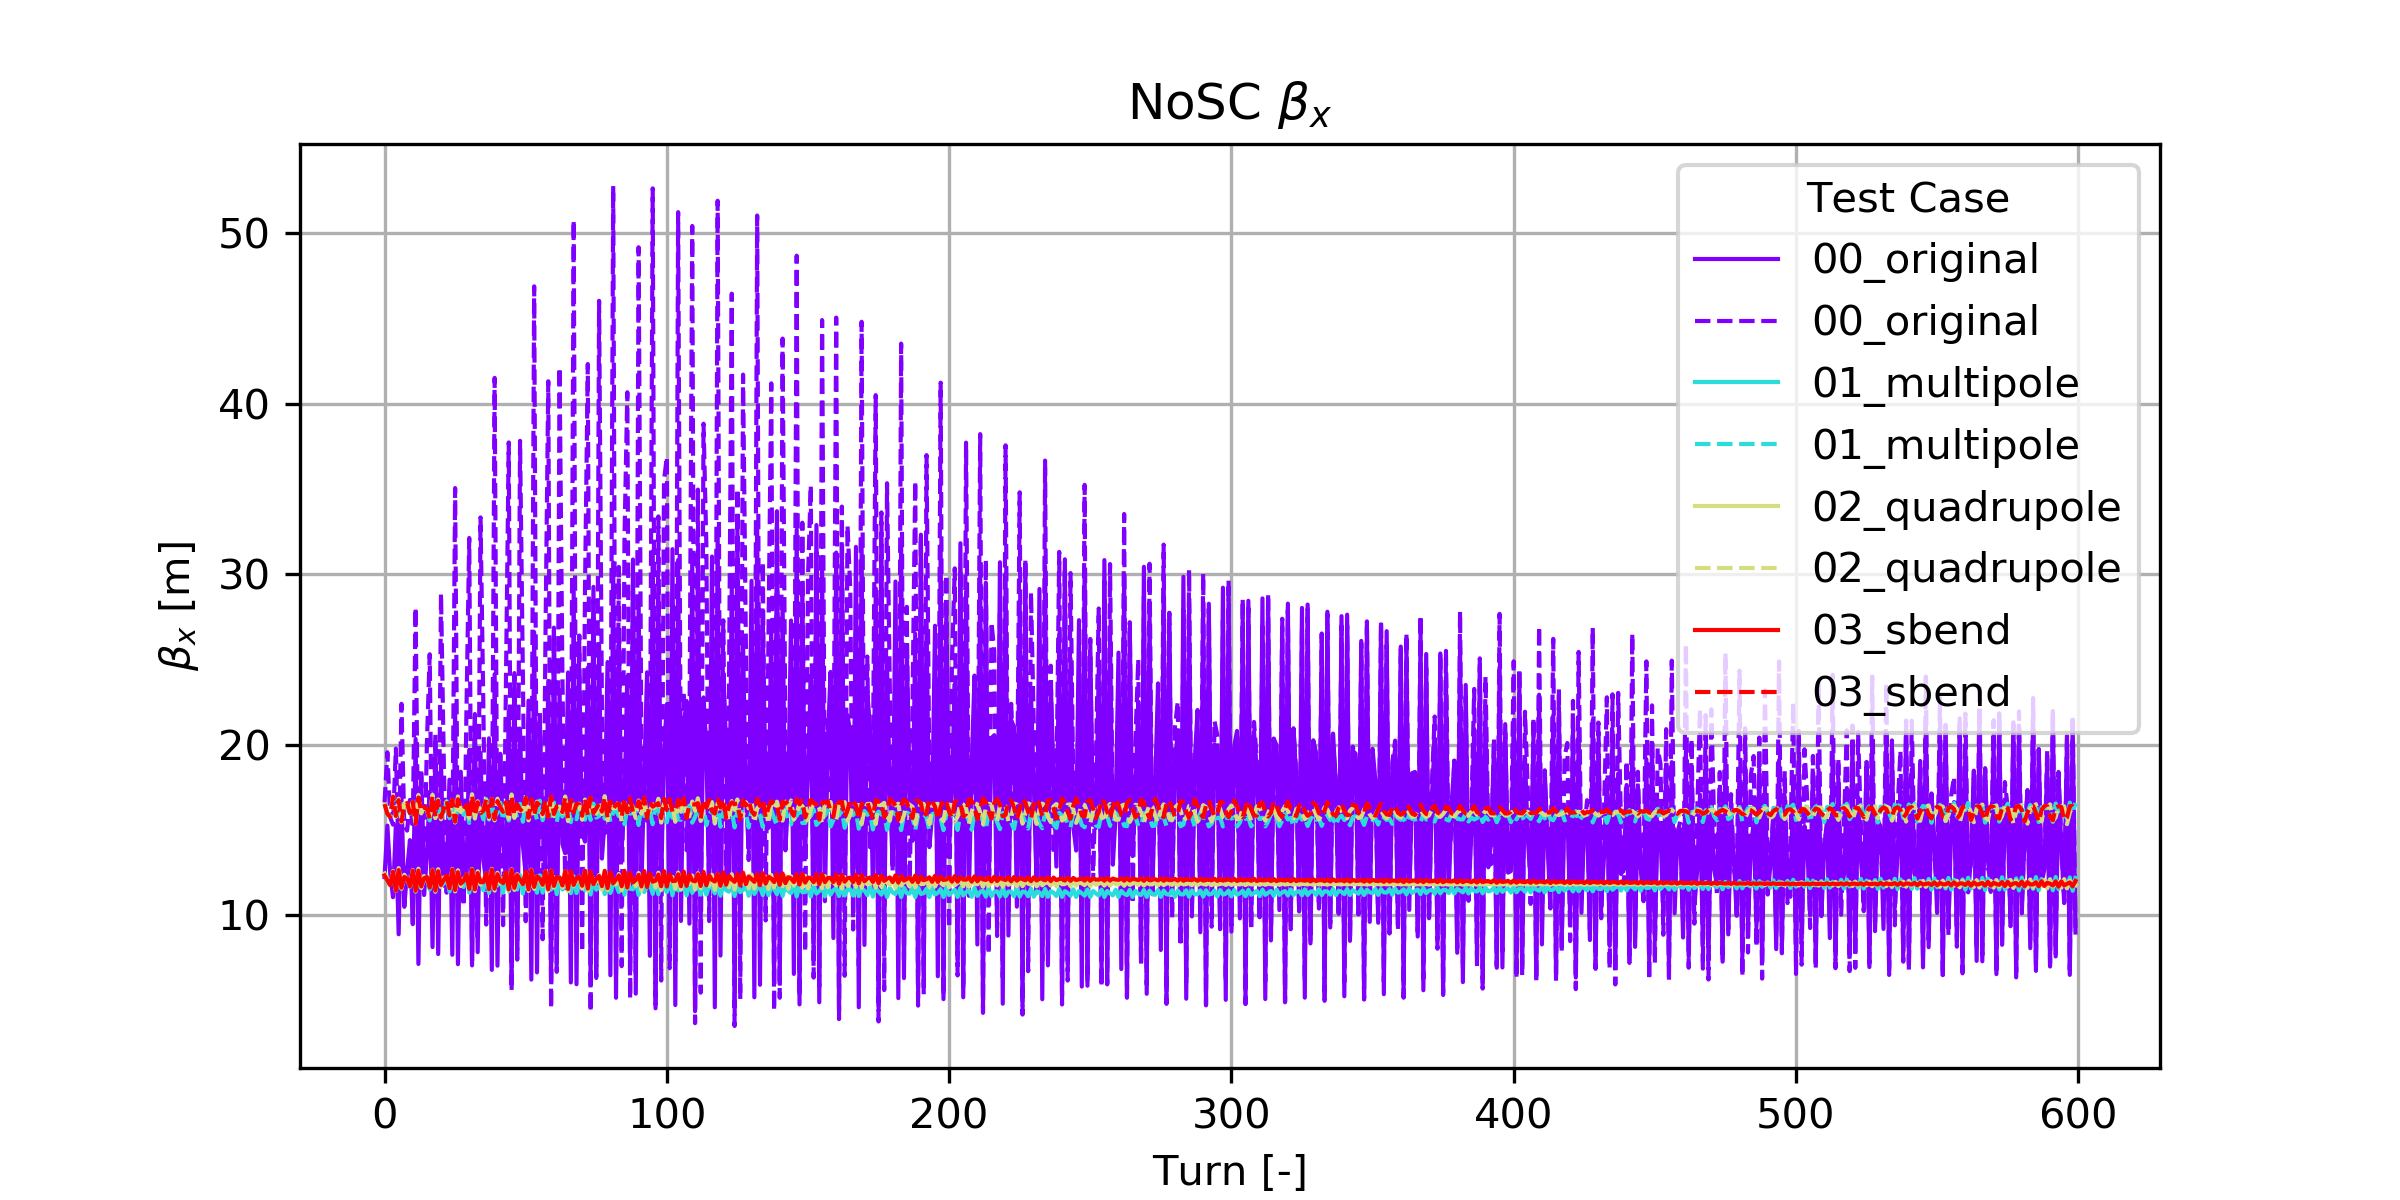 NoSC βx
50
40
30
20
10
βx [m]
0 100 200 300 400 500 600
Turn [-]
Test Case
00_original
00_original
01_multipole
01_multipole
02_quadrupole
02_quadrupole
03_sbend
03_sbend